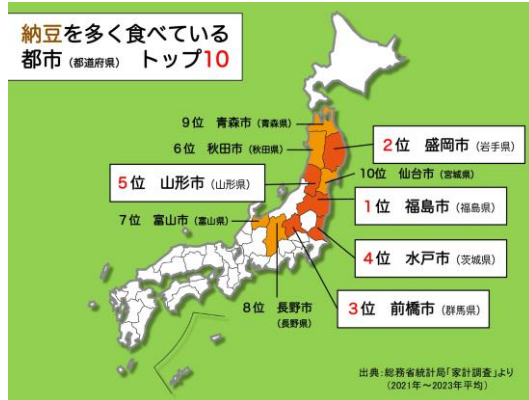 納豆を多く食べている
都市（都道府県） トップ10
9位 青森市（青森県）
6位 秋田市（秋田県）
2位 盛岡市（岩手県）
5位 山形市（山形県）
10位 仙台市（宮城県）
1位 福島市（福島県）
7位 富山市（富山県）
4位 水戸市（茨城県）
8位 長野市
（長野県）
3位 前橋市（群馬県）
出典：総務省統計局「家計調査」より
（2021年～2023年平均）